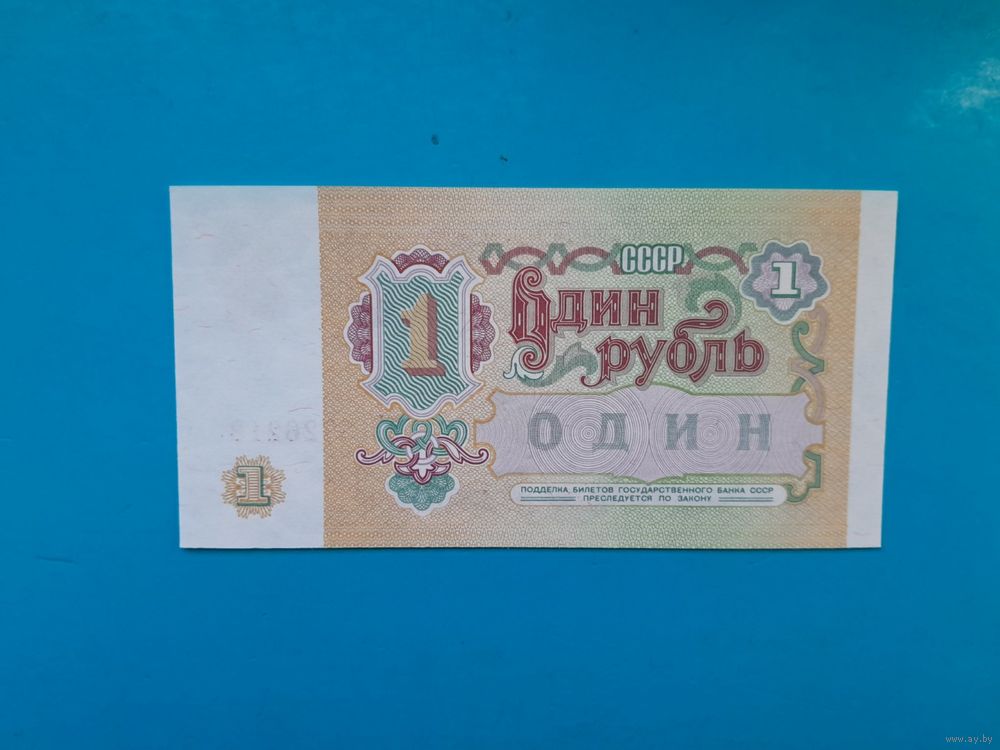 СССР
1
Один
1
рубль
ОДИН
1
ПОДДЕЛКА БИЛЕТОВ ГОСУДАРСТВЕННОГО БАНКА СССР
ПРЕСЛЕДУЕТСЯ ПО ЗАКОНУ
www.ay.by